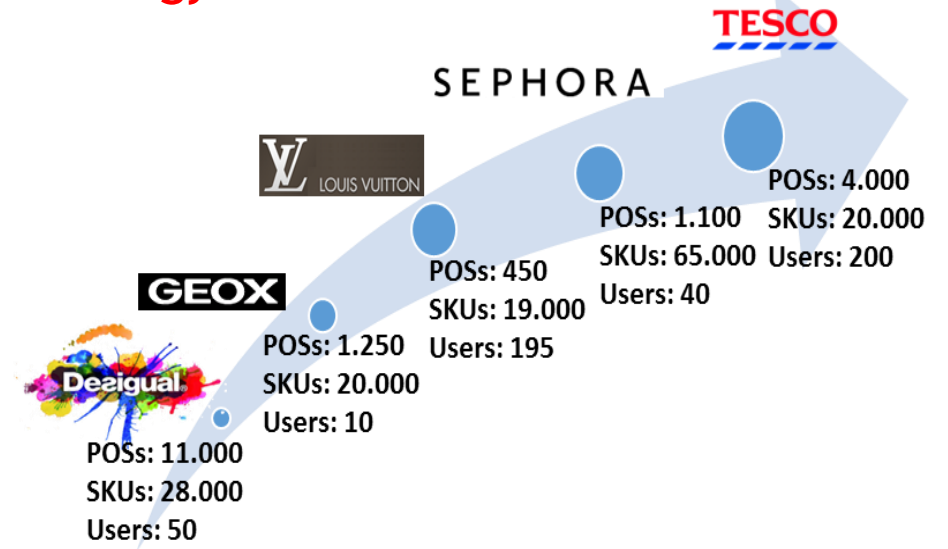 TESCO
SEPHORA
LV LOUIS VUITTON
POSs: 4.000
SKUs: 20.000
Users: 200
POSs: 1.100
SKUs: 65.000
Users: 40
POSs: 450
SKUs: 19.000
Users: 195
GEOX
POSs: 1.250
SKUs: 20.000
Users: 10
Desigual.
POSs: 11.000
SKUs: 28.000
Users: 50